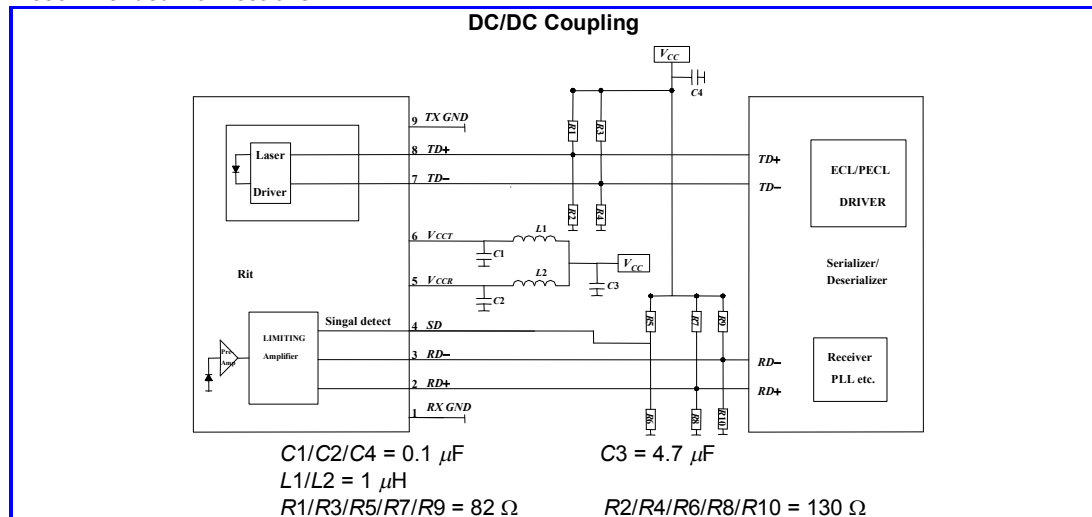 DC/DC Coupling
VCC
C4
9 TX GND
R1
R3
Laser
Driver
8 TD+
7 TD−
R2
R4
TD+
TD−
ECL/PECL
DRIVER
6 VCCT
L1
C1
5 VCCR
L2
C2
VCC
C3
Rit
Serializer/
Deserializer
Singal detect
4 SD
R5
R7
R9
LIMITING
Amplifier
Pre
Amp
3 RD−
2 RD+
RD−
RD+
Receiver
PLL etc.
1 RX GND
R6
R8
R10
C1/C2/C4 = 0.1 µF C3 = 4.7 µF
L1/L2 = 1 µH
R1/R3/R5/R7/R9 = 82 Ω R2/R4/R6/R8/R10 = 130 Ω